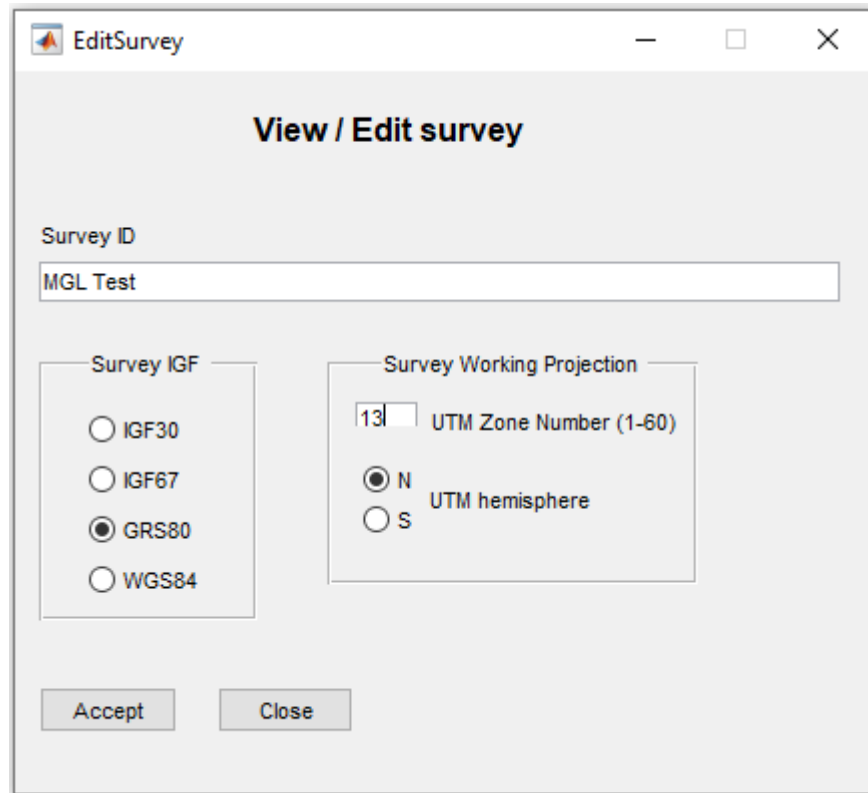 EditSurvey
View / Edit survey
Survey ID
MGL Test
Survey IGF
IGF30
IGF67
GRS80
WGS84
Survey Working Projection
13 UTM Zone Number (1-60)
N
UTM hemisphere
S
Accept Close